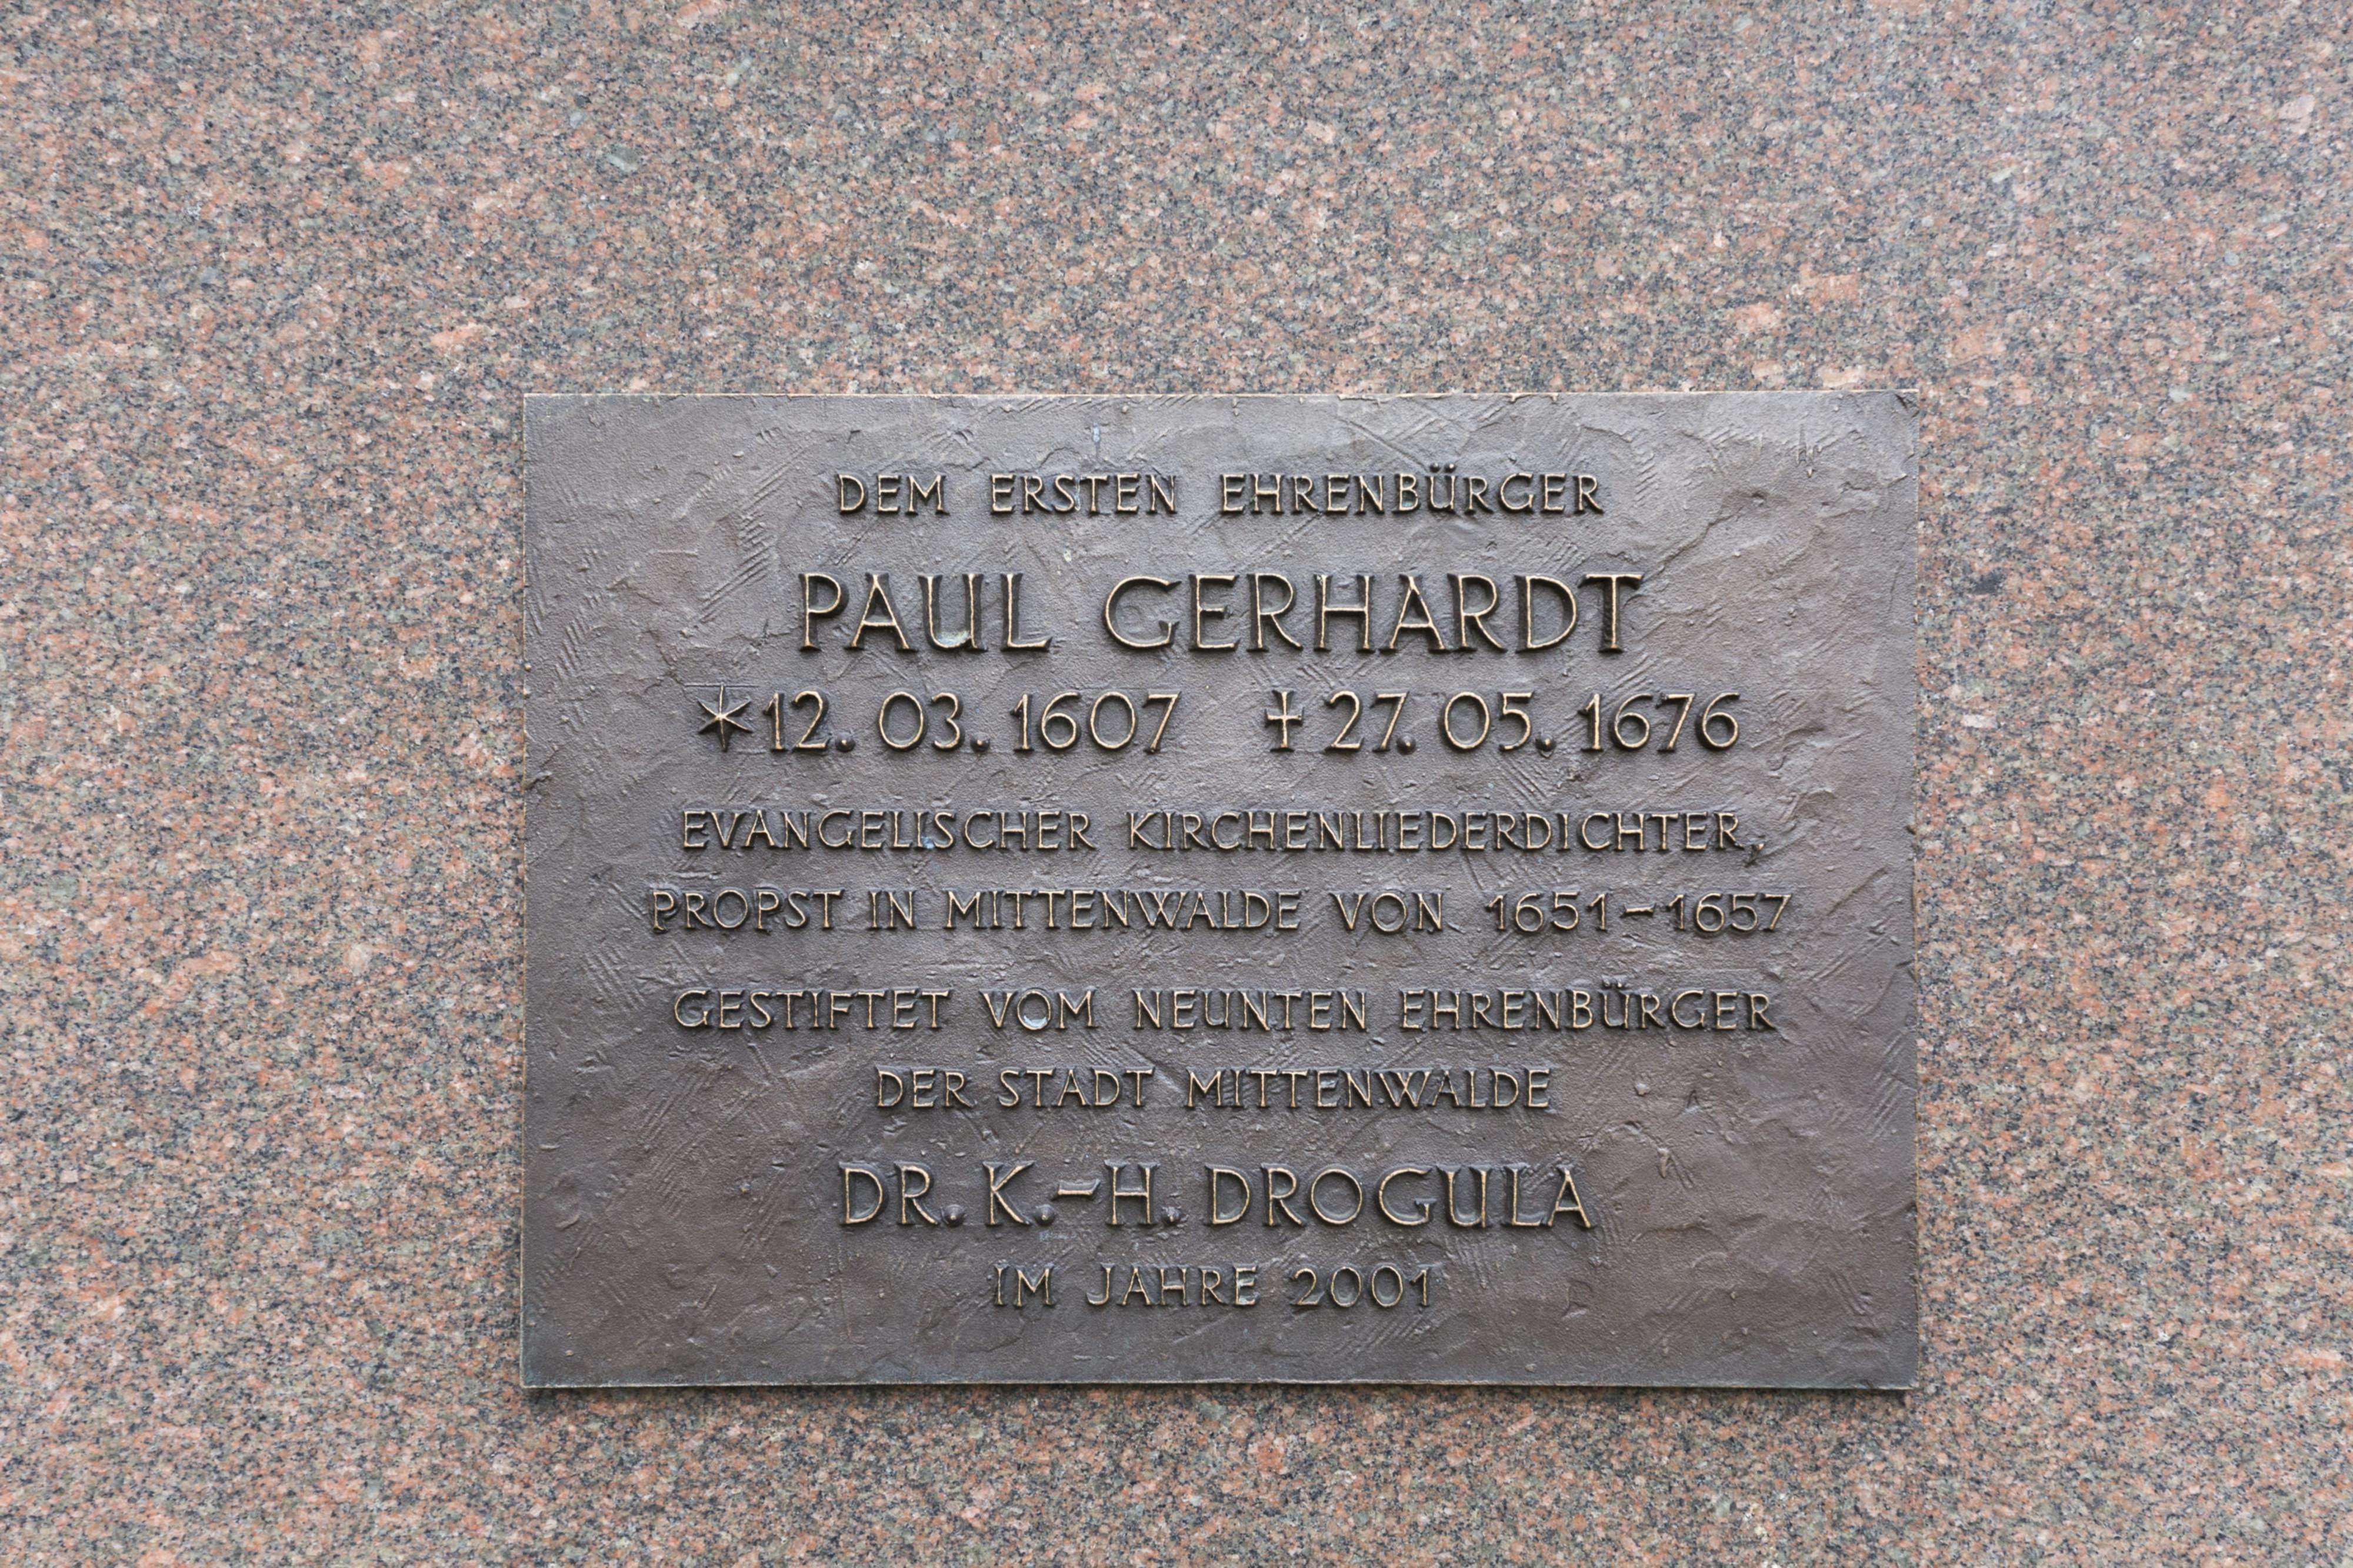 DEM ERSTEN EHRENBÜRGER
PAUL GERHARDT
*12.03.1607 †27.05.1676
EVANGELISCHER KIRCHENLIEDERDICHTER,
PROPST IN MITTENWALDE VON 1651-1657
GESTIFTET VOM NEUNTEN EHRENBÜRGER
DER STADT MITTENWALDE
DR. K.-H. DROGULA
IM JAHRE 2001